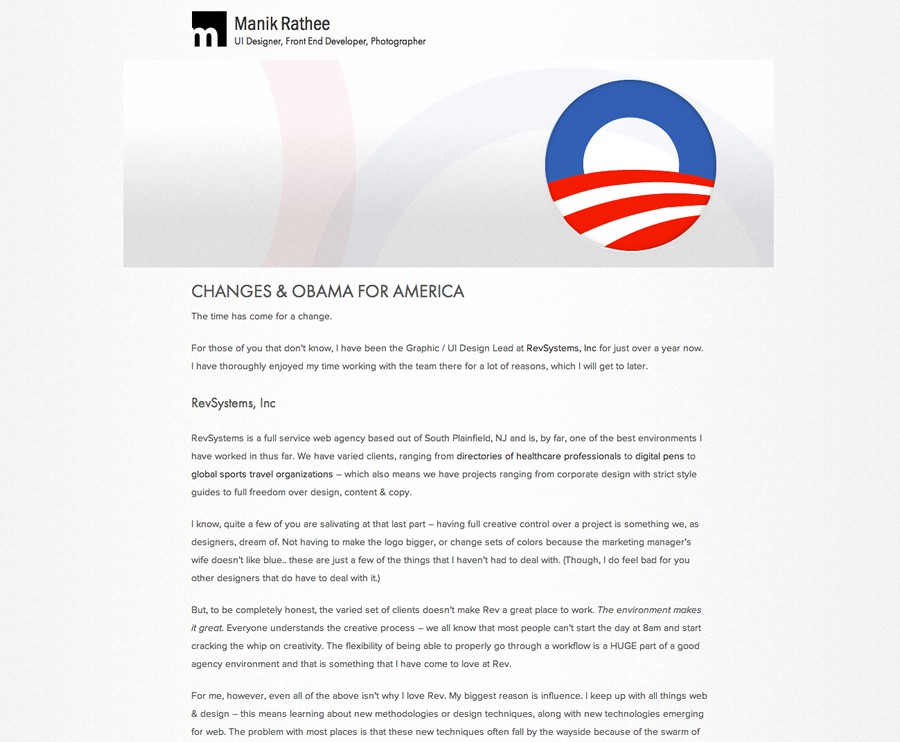 Manik Rathee
UI Designer, Front End Developer, Photographer
CHANGES & OBAMA FOR AMERICA
The time has come for a change.
For those of you that don't know, I have been the Graphic / UI Design Lead at RevSystems, Inc for just over a year now.
I have thoroughly enjoyed my time working with the team there for a lot of reasons, which I will get to later.
RevSystems, Inc
RevSystems is a full service web agency based out of South Plainfield, NJ and is, by far, one of the best environments I
have worked in thus far. We have varied clients, ranging from directories of healthcare professionals to digital pens to
global sports travel organizations – which also means we have projects ranging from corporate design with strict style
guides to full freedom over design, content & copy.
I know, quite a few of you are salivating at that last part – having full creative control over a project is something we, as
designers, dream of. Not having to make the logo bigger, or change sets of colors because the marketing manager's
wife doesn't like blue.. these are just a few of the things that I haven't had to deal with. (Though, I do feel bad for you
other designers that do have to deal with it.)
But, to be completely honest, the varied set of clients doesn't make Rev a great place to work. The environment makes
it great. Everyone understands the creative process – we all know that most people can't start the day at 8am and start
cracking the whip on creativity. The flexibility of being able to properly go through a workflow is a HUGE part of a good
agency environment and that is something that I have come to love at Rev.
For me, however, even all of the above isn't why I love Rev. My biggest reason is influence. I keep up with all things web
& design – this means learning about new methodologies or design techniques, along with new technologies emerging
for web. The problem with most places is that these new techniques often fall by the wayside because of the swarm of